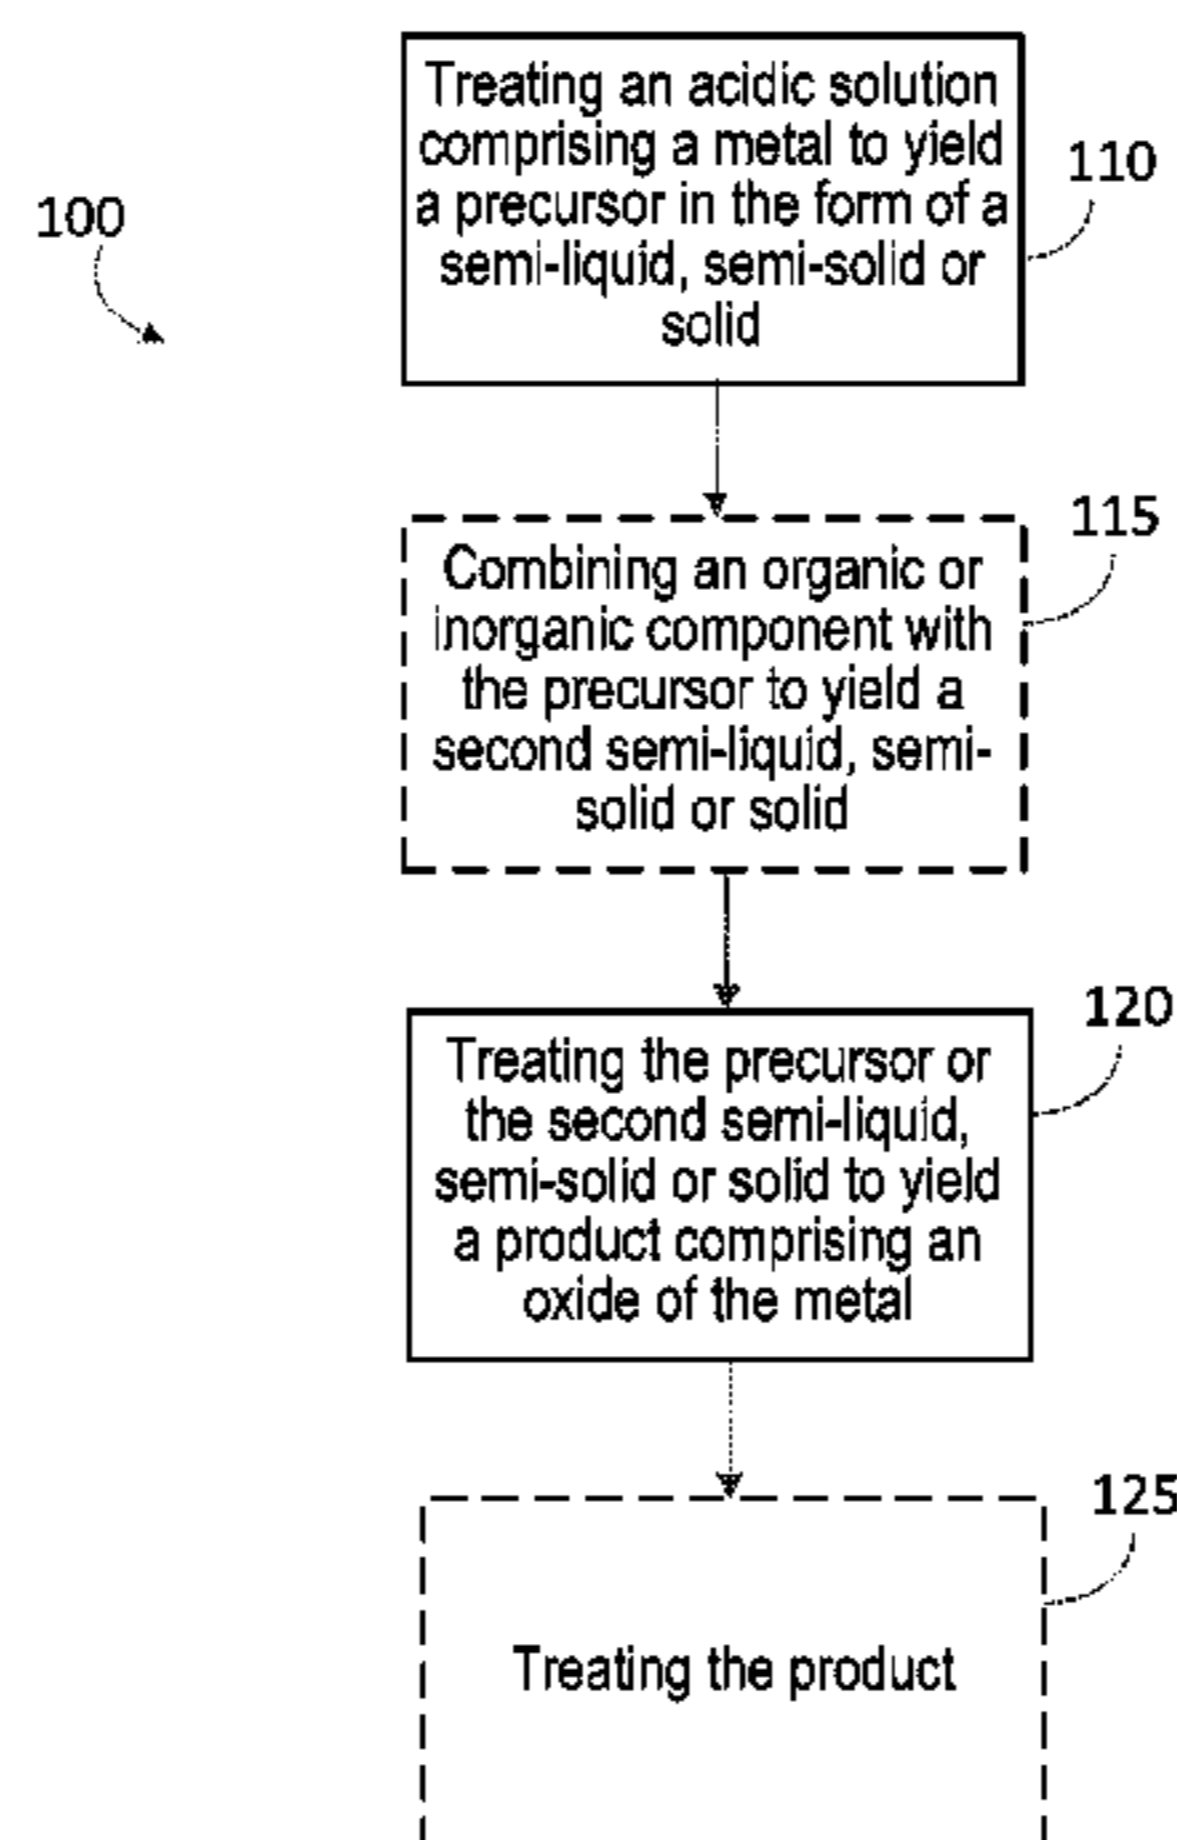 Treating an acidic solution
comprising a metal to yield
a precursor in the form of a
semi-liquid, semi-solid or
solid
110
100
115
Combining an organic or
inorganic component with
the precursor to yield a
second semi-liquid, semi-
solid or solid
120
Treating the precursor or
the second semi-liquid,
semi-solid or solid to yield
a product comprising an
oxide of the metal
125
Treating the product